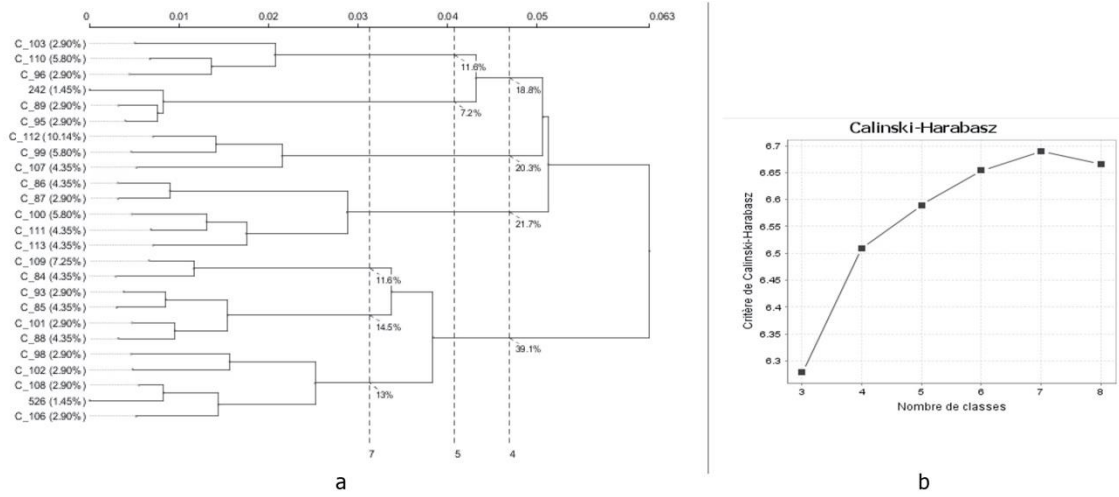 0 0.01 0.02 0.03 0.04 0.05 0.063
C_103 (2.90%)
C_110 (5.80%)
11.6%
C_96 (2.90%)
242 (1.45%)
18.8%
C_89 (2.90%)
7.2%
C_95 (2.90%)
C_112 (10.14%)
C_99 (5.80%)
20.3%
C_107 (4.35%)
C_86 (4.35%)
C_87 (2.90%)
C_100 (5.80%)
21.7%
C_111 (4.35%)
C_113 (4.35%)
C_109 (7.25%)
11.6%
C_84 (4.35%)
C_93 (2.90%)
C_85 (4.35%)
C_101 (2.90%)
14.5%
C_88 (4.35%)
39.1%
C_98 (2.90%)
C_102 (2.90%)
C_108 (2.90%)
13%
526 (1.45%)
C_106 (2.90%)
7 5 4
a
Calinski-Harabasz
Critère de Calinski-Harabasz
6.7
6.65
6.6
6.55
6.5
6.45
6.4
6.35
6.3
3 4 5 6 7 8
Nombre de classes
b